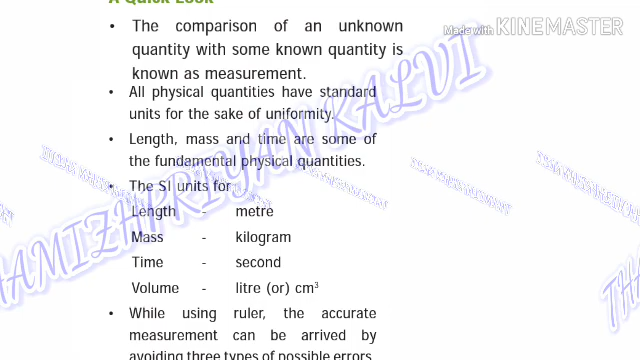 A Quick Look
• The comparison of an unknown
quantity with some known quantity is
known as measurement.
• All physical quantities have standard
units for the sake of uniformity.
• Length, mass and time are some of
the fundamental physical quantities.
• The SI units for
Length - metre
Mass - kilogram
Time - second
Volume - litre (or) cm³
• While using ruler, the accurate
measurement can be arrived by
avoiding three types of possible errors
Made with KINEMASTER
THAMIZHPRIYAN KALVI